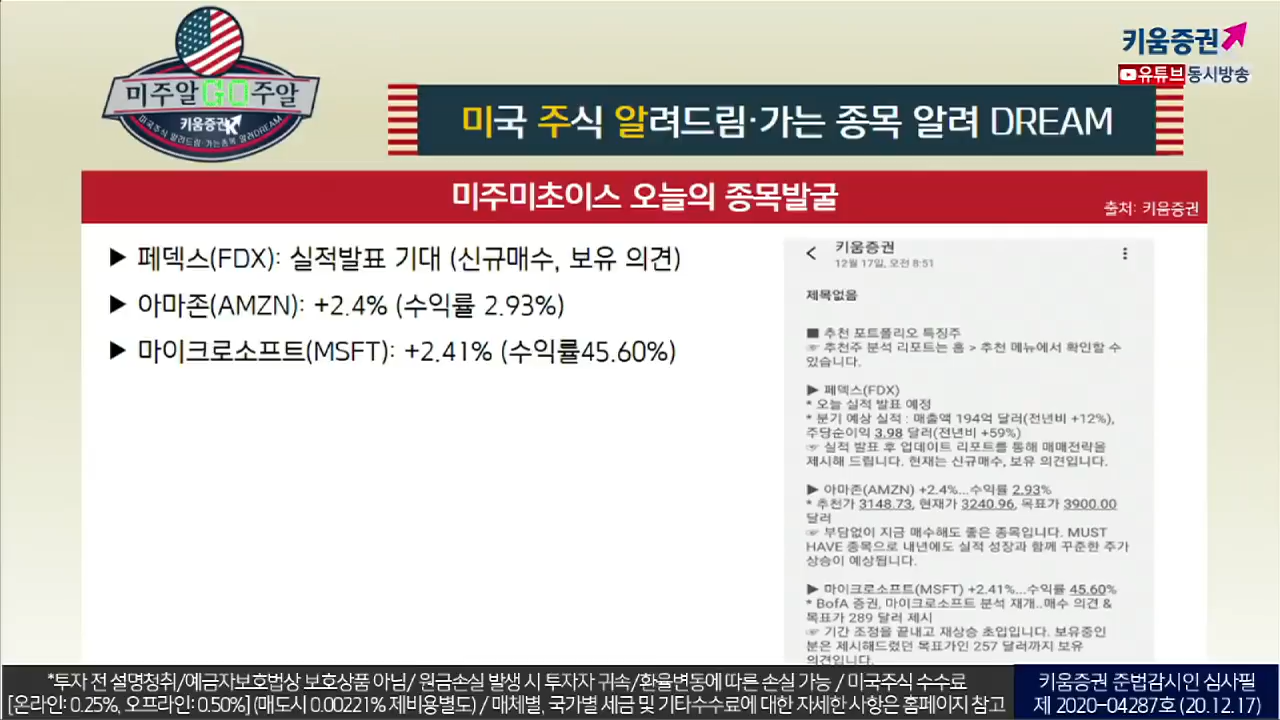 미주알GO주알
키움증권
미국주식 알려드림·가는종목 알려DREAM
키움증권
유튜브 동시방송
미국 주식 알려드림·가는 종목 알려 DREAM
미주미초이스 오늘의 종목발굴
출처: 키움증권
▶ 페덱스(FDX): 실적발표 기대 (신규매수, 보유 의견)
▶ 아마존(AMZN): +2.4% (수익률 2.93%)
▶ 마이크로소프트(MSFT): +2.41% (수익률45.60%)
키움증권
12월 17일, 오전 8:51
제목없음
■ 추천 포트폴리오 특징주
☞ 추천주 분석 리포트는 홈 > 추천 메뉴에서 확인할 수
있습니다.
▶ 페덱스(FDX)
* 오늘 실적 발표 예정
* 분기 예상 실적 : 매출액 194억 달러(전년비 +12%),
주당순이익 3.98 달러(전년비 +59%)
☞ 실적 발표 후 업데이트 리포트를 통해 매매전략을
제시해 드립니다. 현재는 신규매수, 보유 의견입니다.
▶ 아마존(AMZN) +2.4%...수익률 2.93%
* 추천가 3148.73, 현재가 3240.96, 목표가 3900.00
달러
☞ 부담없이 지금 매수해도 좋은 종목입니다. MUST
HAVE 종목으로 내년에도 실적 성장과 함께 꾸준한 주가
상승이 예상됩니다.
▶ 마이크로소프트(MSFT) +2.41%...수익률 45.60%
* BofA 증권, 마이크로소프트 분석 재개..매수 의견 &
목표가 289 달러 제시
☞ 기간 조정을 끝내고 재상승 초입입니다. 보유중인
분은 제시해드렸던 목표가인 257 달러까지 보유
의견입니다.
*투자 전 설명청취/예금자보호법상 보호상품 아님/ 원금손실 발생 시 투자자 귀속/환율변동에 따른 손실 가능 / 미국주식 수수료
[온라인: 0.25%, 오프라인: 0.50%] (매도시 0.00221% 제비용별도) / 매체별, 국가별 세금 및 기타수수료에 대한 자세한 사항은 홈페이지 참고
키움증권 준법감시인 심사필
제 2020-04287호 (20.12.17)